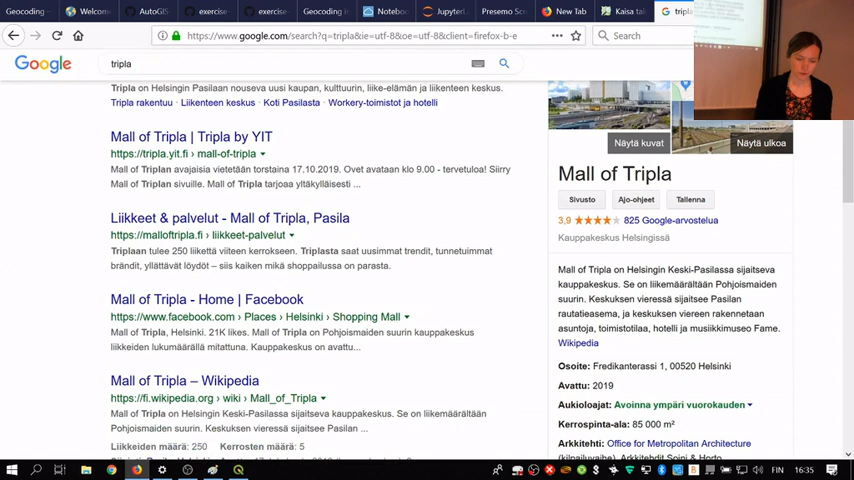 Geocoding
Welcome
AutoGIS
exercise-
exercise-
Geocoding in
Notebook
JupyterL
Presemo Scr
New Tab
Kaisa tal
tripla
https://www.google.com/search?q=tripla&ie=utf-8&oe=utf-8&client=firefox-b-e
Search
Google
tripla
Tripla on Helsingin Pasilaan nouseva uusi kaupan, kulttuurin, liike-elämän ja liikenteen keskus.
Tripla rakentuu · Liikenteen keskus · Koti Pasilasta · Workery-toimistot ja hotelli
Mall of Tripla | Tripla by YIT
https://tripla.yit.fi › mall-of-tripla
Mall of Triplan avajaisia vietetään torstaina 17.10.2019. Ovet avataan klo 9.00 - tervetuloa! Siirry
Mall of Triplan sivuille. Mall of Tripla tarjoaa yltäkylläisesti ...
Liikkeet & palvelut - Mall of Tripla, Pasila
https://malloftripla.fi › liikkeet-palvelut
Triplaan tulee 250 liikettä viiteen kerrokseen. Triplasta saat uusimmat trendit, tunnetuimmat
brändit, yllättävät löydöt – siis kaiken mikä shoppailussa on parasta.
Mall of Tripla - Home | Facebook
https://www.facebook.com › Places › Helsinki › Shopping Mall
Mall of Tripla, Helsinki. 21K likes. Mall of Tripla on Pohjoismaiden suurin kauppakeskus
liikkeiden lukumäärällä mitattuna. Kauppakeskus on avattu...
Mall of Tripla – Wikipedia
https://fi.wikipedia.org › wiki › Mall_of_Tripla
Mall of Tripla on Helsingin Keski-Pasilassa sijaitseva kauppakeskus. Se on liikemäärältään
Pohjoismaiden suurin. Keskuksen vieressä sijaitsee Pasilan ...
Liikkeiden määrä: 250 Kerrosten määrä: 5
Näytä kuvat
Näytä ulkoa
Mall of Tripla
Sivusto
Ajo-ohjeet
Tallenna
3,9 825 Google-arvostelua
Kauppakeskus Helsingissä
Mall of Tripla on Helsingin Keski-Pasilassa sijaitseva
kauppakeskus. Se on liikemäärältään Pohjoismaiden
suurin. Keskuksen vieressä sijaitsee Pasilan
rautatieasema, ja keskuksen viereen rakennetaan
asuntoja, toimistotilaa, hotelli ja musiikkimuseo Fame.
Wikipedia
Osoite: Fredikanterassi 1, 00520 Helsinki
Avattu: 2019
Aukioloajat: Avoinna ympäri vuorokauden
Kerrospinta-ala: 85 000 m²
Arkkitehti: Office for Metropolitan Architecture
FIN
16:35